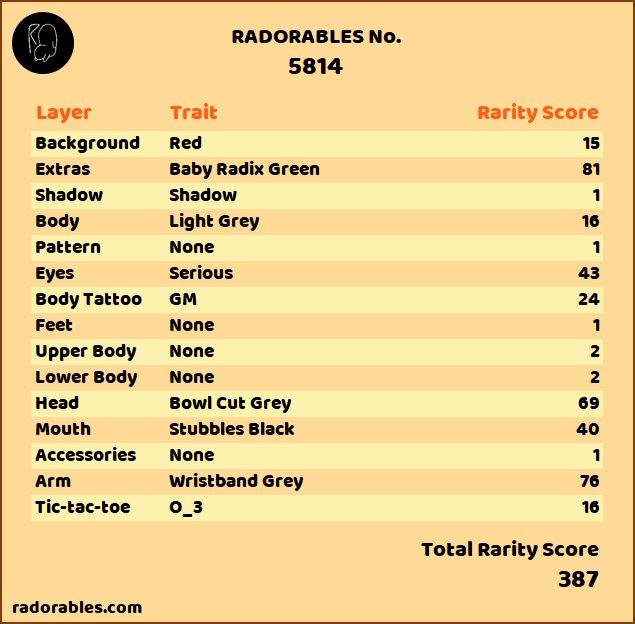 RADORABLES No.
5814
Layer Trait Rarity Score
Background Red 15
Extras Baby Radix Green 81
Shadow Shadow 1
Body Light Grey 16
Pattern None 1
Eyes Serious 43
Body Tattoo GM 24
Feet None 1
Upper Body None 2
Lower Body None 2
Head Bowl Cut Grey 69
Mouth Stubbles Black 40
Accessories None 1
Arm Wristband Grey 76
Tic-tac-toe O_3 16
Total Rarity Score
387
radorables.com